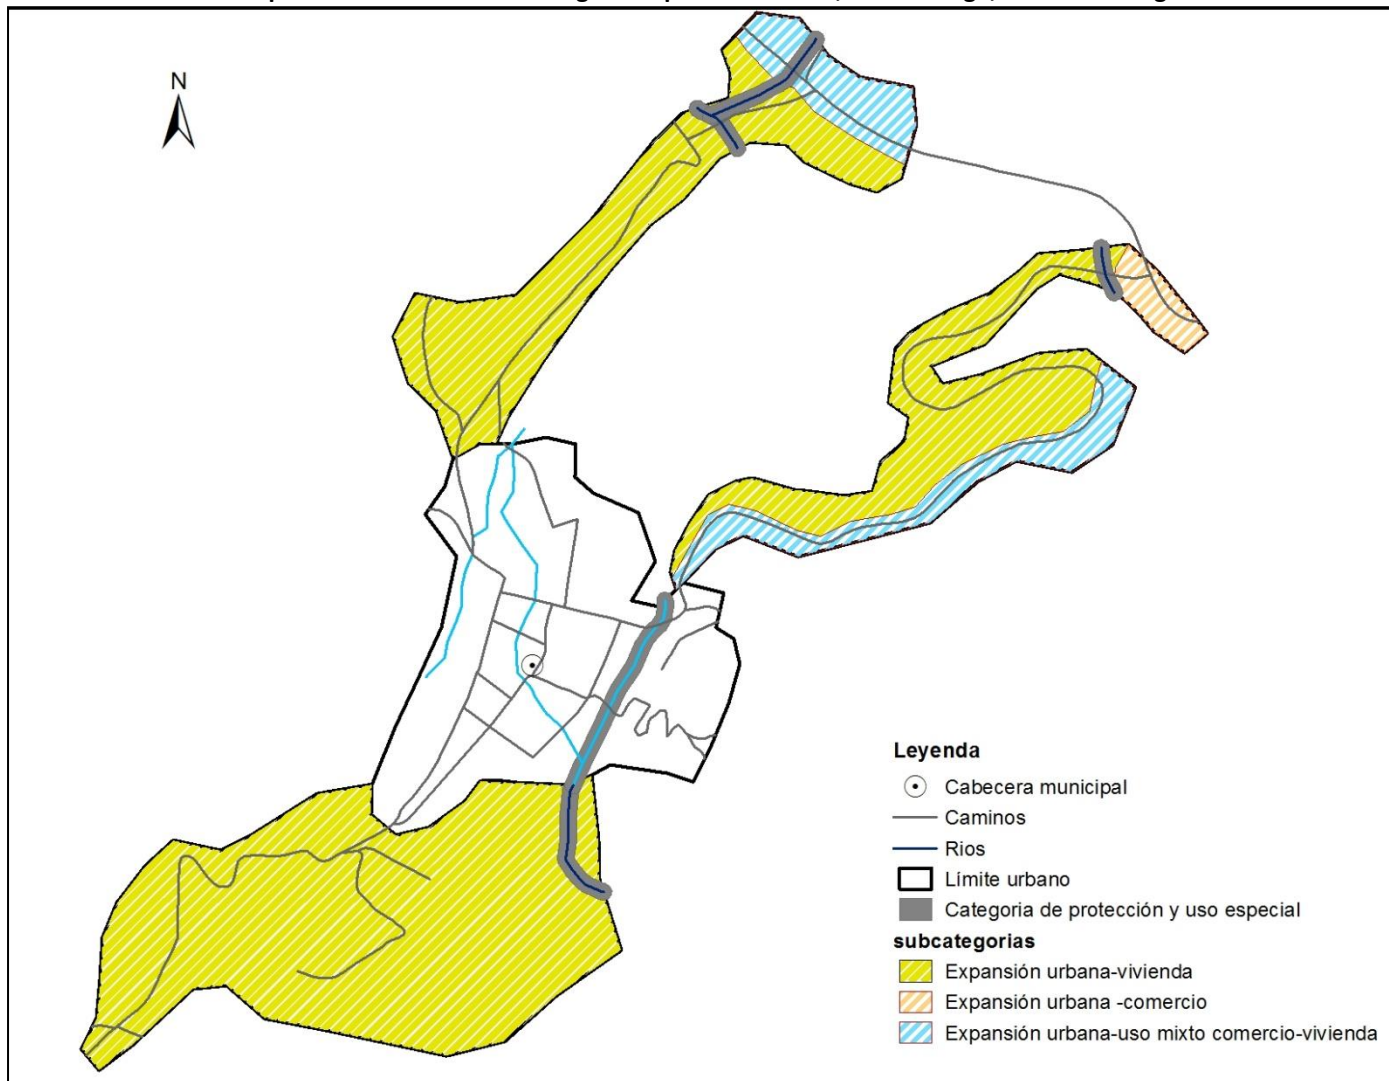 N
Leyenda
Cabecera municipal
Caminos
Rios
Límite urbano
Categoria de protección y uso especial
subcategorias
Expansión urbana-vivienda
Expansión urbana -comercio
Expansión urbana-uso mixto comercio-vivienda